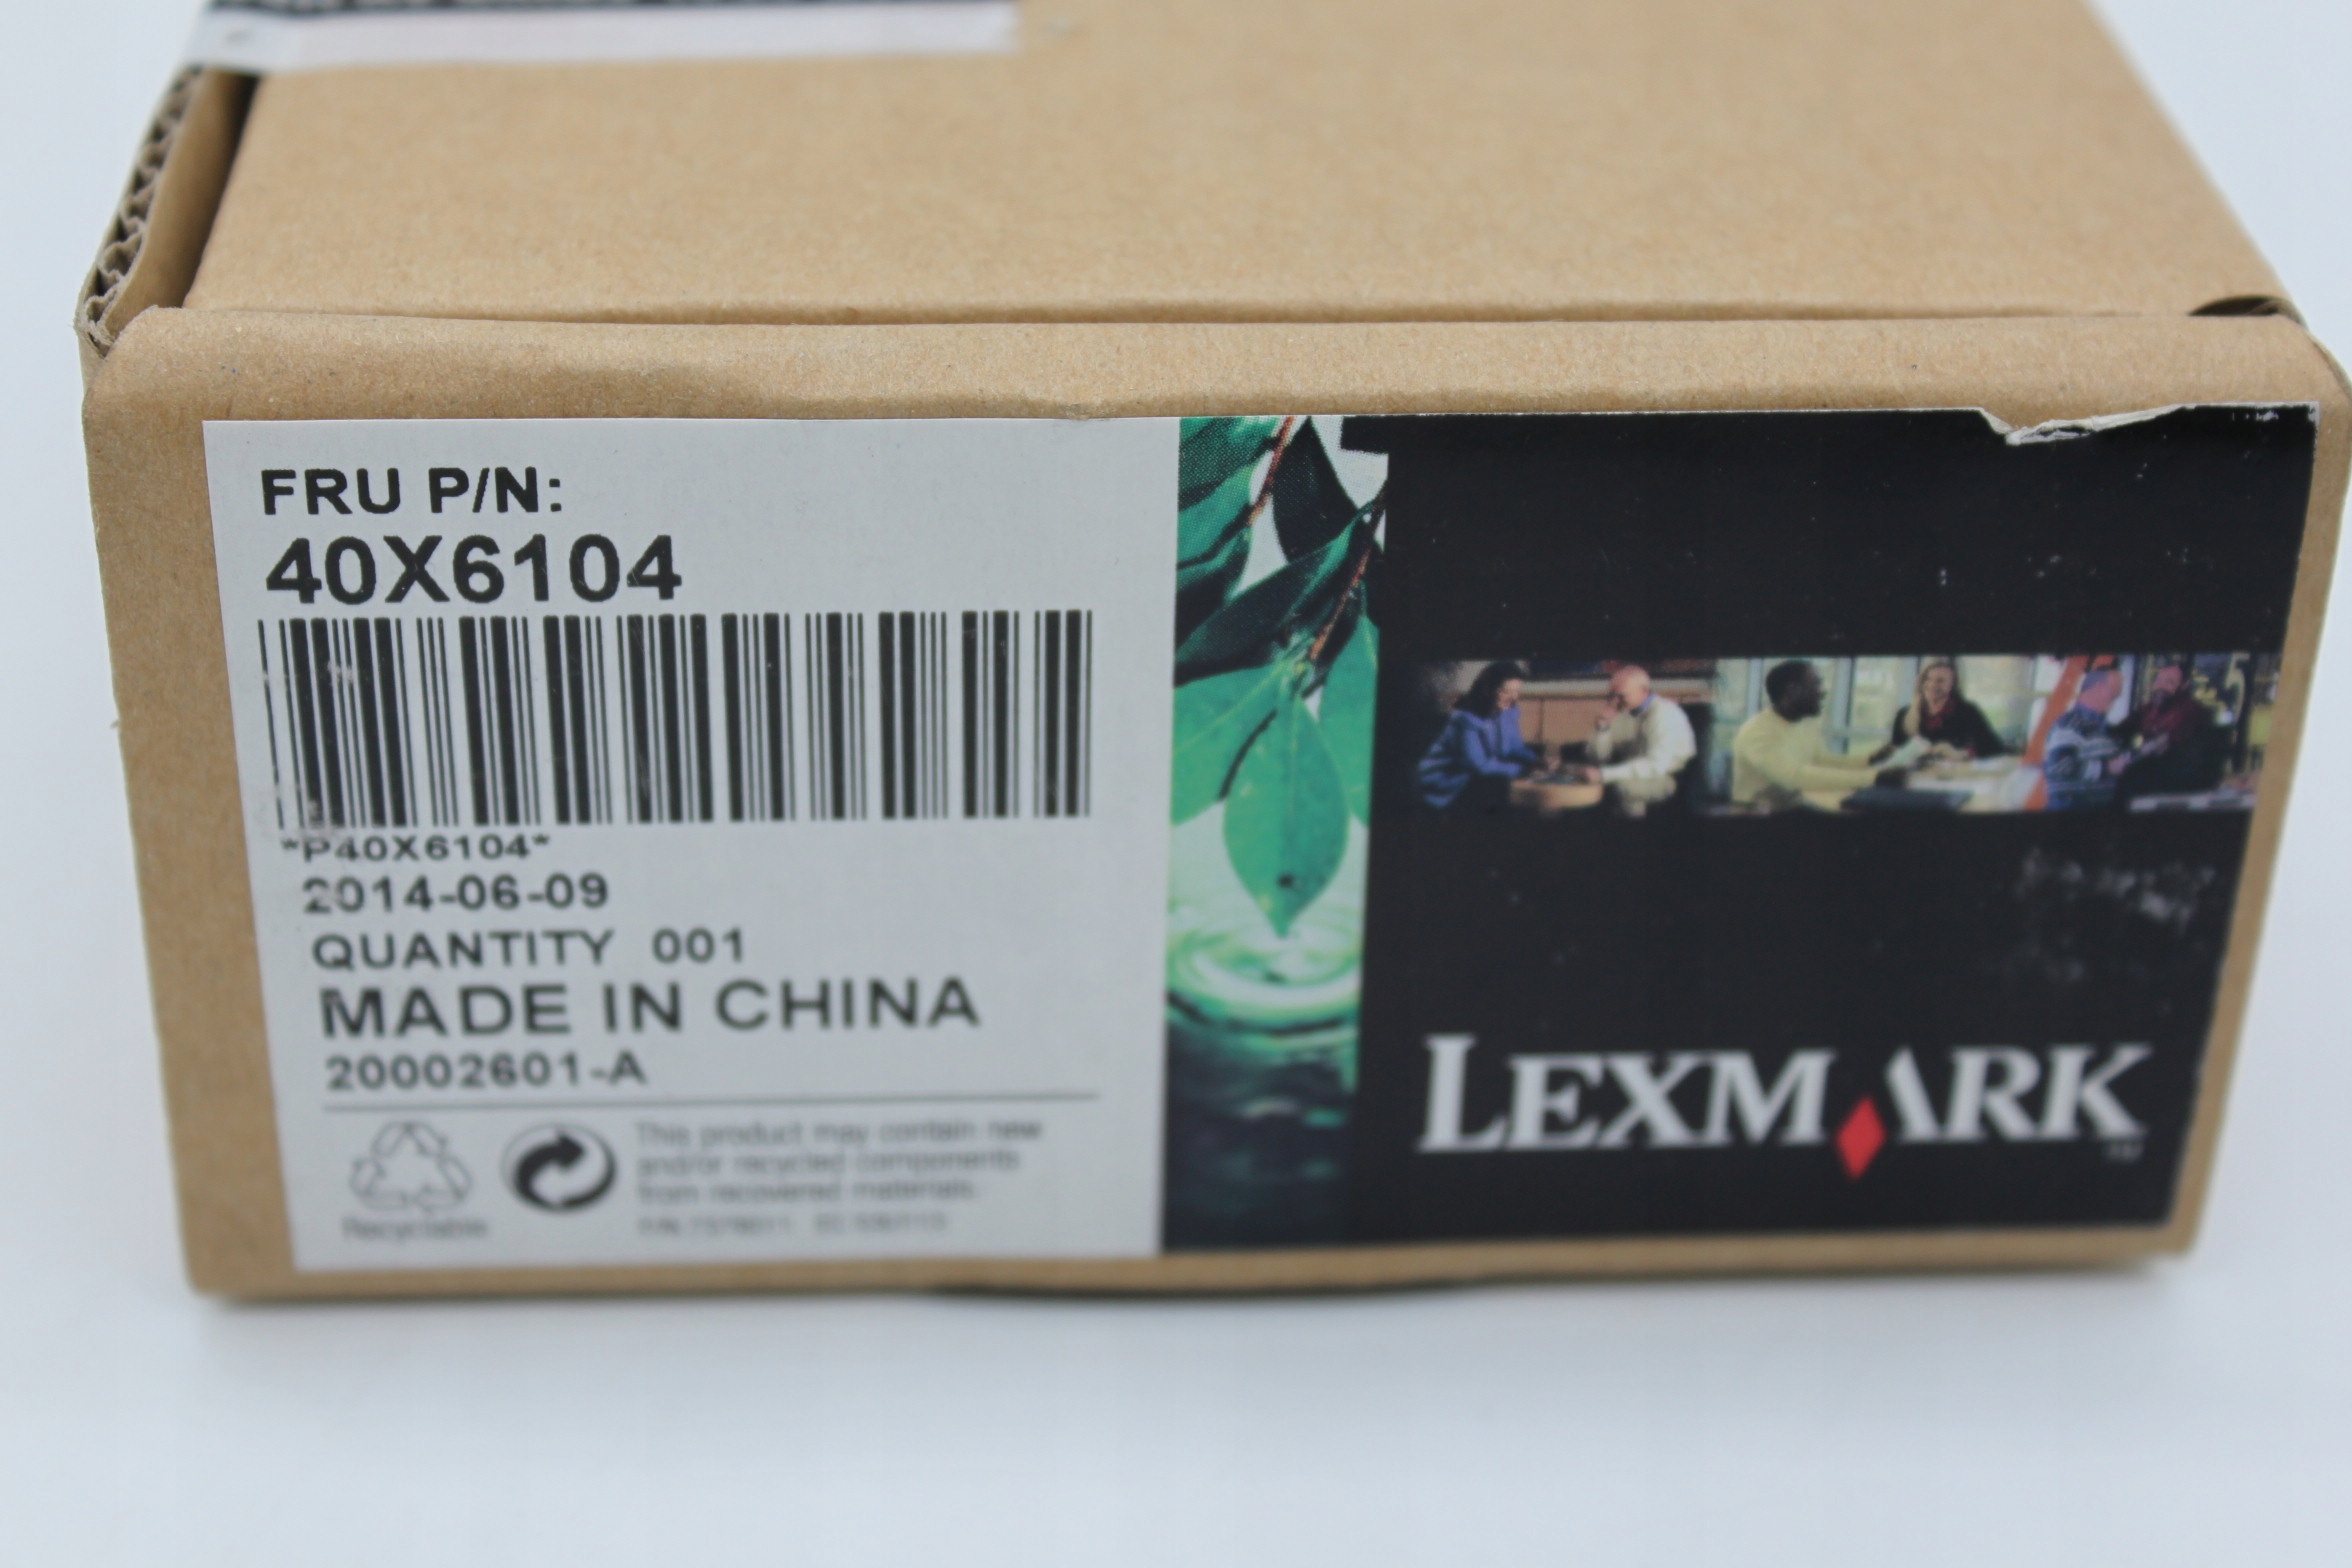 FRU P/N:
40X6104
*P40X6104*
2014-06-09
QUANTITY 001
MADE IN CHINA
20002601-A
Recyclable
This product may contain new
and/or recycled components
from recovered materials.
LEXMARK